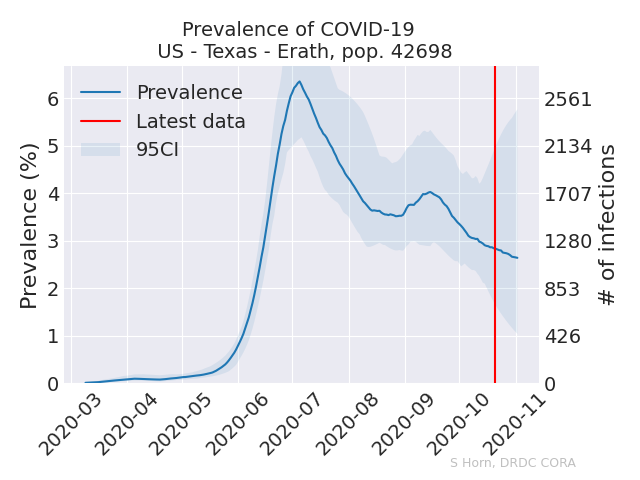 Prevalence of COVID-19
US - Texas - Erath, pop. 42698
Prevalence
Latest data
95CI
Prevalence (%)
6
5
4
3
2
1
0
2561
2134
1707
1280
853
426
0
# of infections
2020-03
2020-04
2020-05
2020-06
2020-07
2020-08
2020-09
2020-10
2020-11
S Horn, DRDC CORA